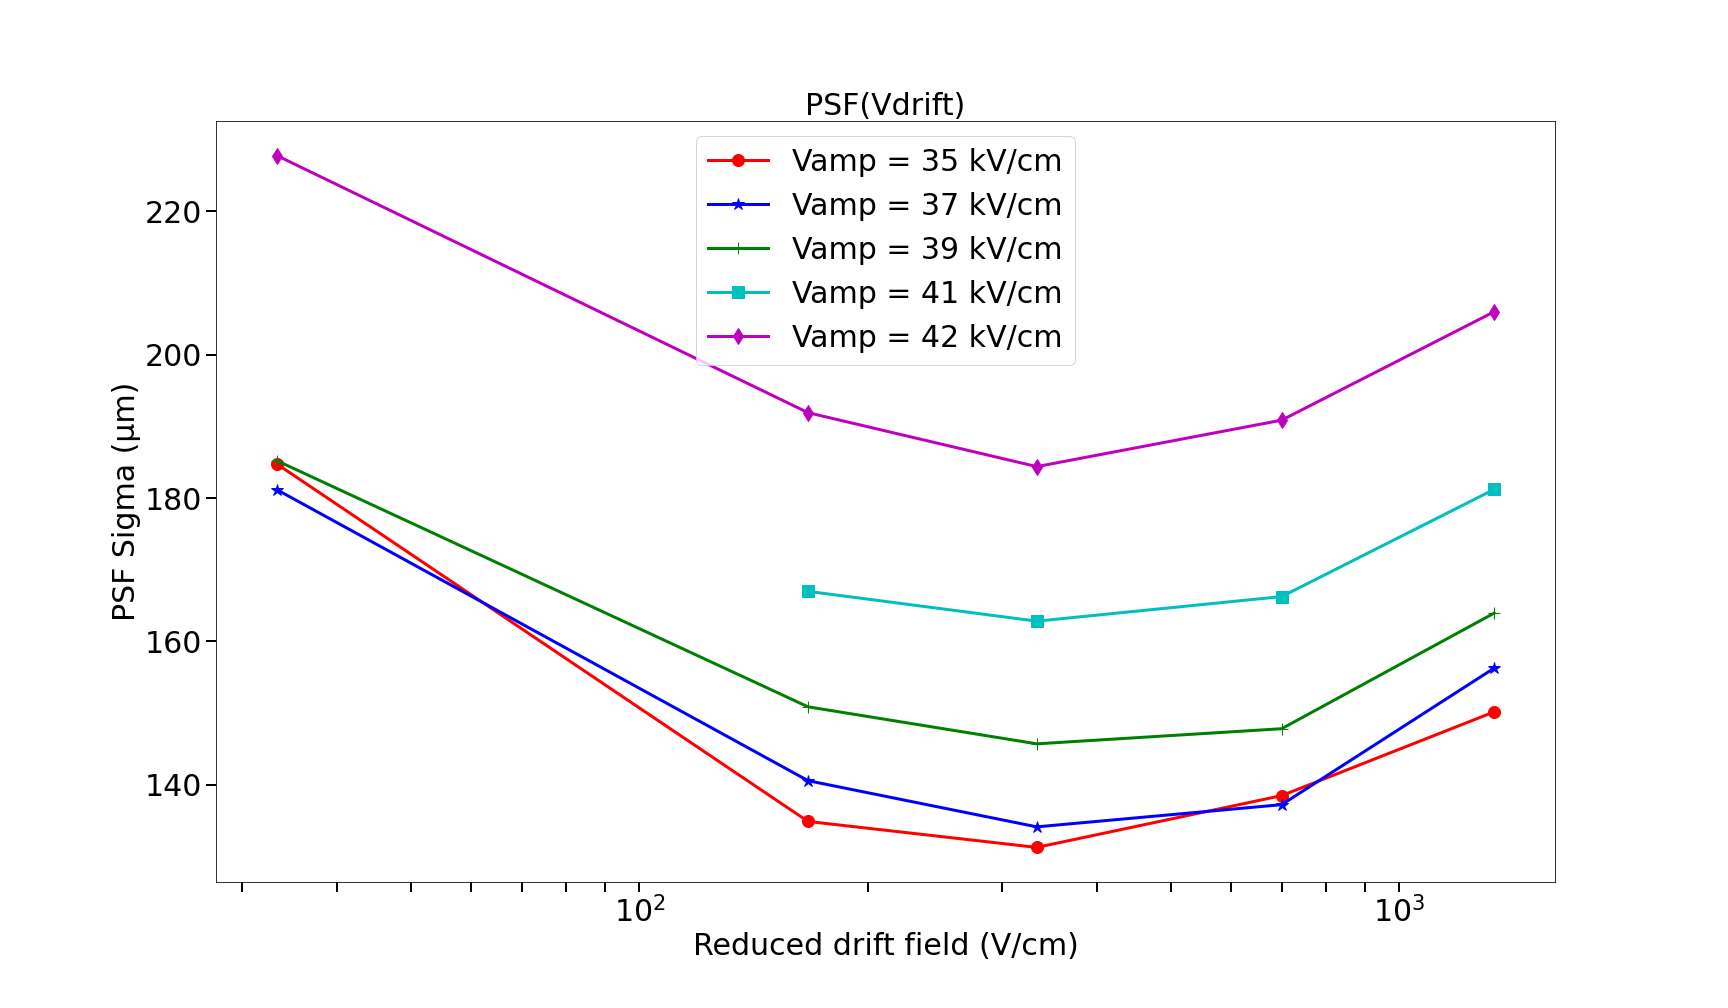 PSF(Vdrift)
Vamp = 35 kV/cm
Vamp = 37 kV/cm
Vamp = 39 kV/cm
Vamp = 41 kV/cm
Vamp = 42 kV/cm
PSF Sigma (μm)
220
200
180
160
140
10²
10³
Reduced drift field (V/cm)